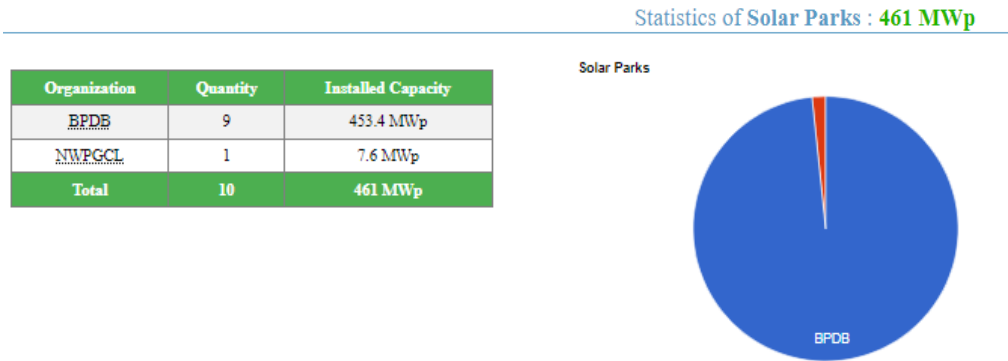 Statistics of Solar Parks : 461 MWp
Organization Quantity Installed Capacity
BPDB 9 453.4 MWp
NWPGCL 1 7.6 MWp
Total 10 461 MWp
Solar Parks
BPDB